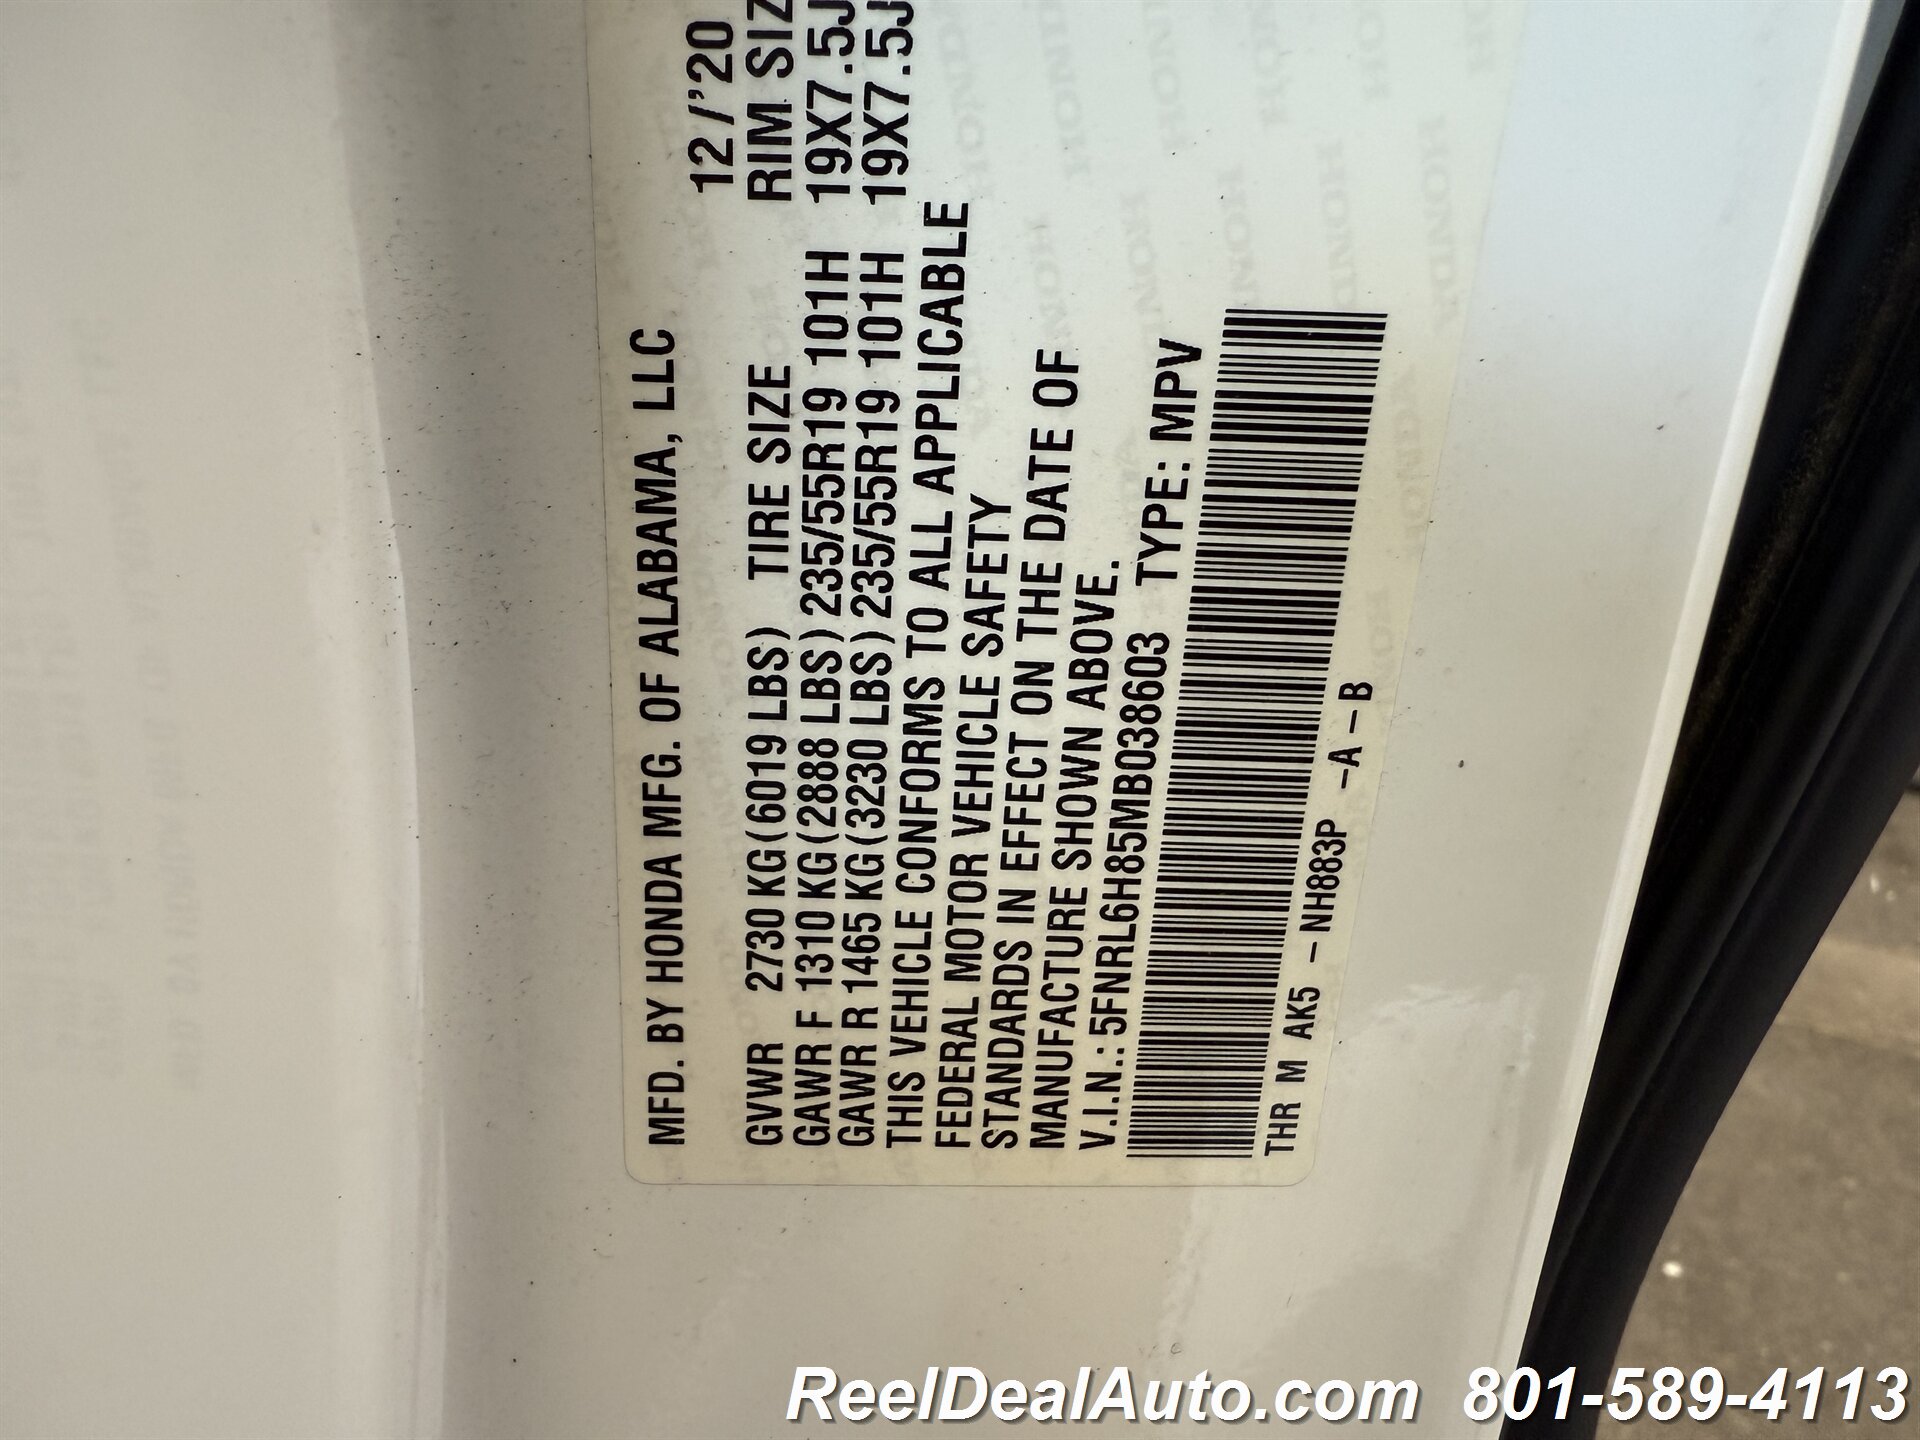 MFD. BY HONDA MFG. OF ALABAMA, LLC 12/'20
GVWR 2730 KG(6019 LBS) TIRE SIZE RIM SIZ
GAWR F 1310 KG(2888 LBS) 235/55R19 101H 19X7.5J
GAWR R 1465 KG(3230 LBS) 235/55R19 101H 19X7.5J
THIS VEHICLE CONFORMS TO ALL APPLICABLE
FEDERAL MOTOR VEHICLE SAFETY
STANDARDS IN EFFECT ON THE DATE OF
MANUFACTURE SHOWN ABOVE.
V.I.N.: 5FNRL6H85MB038603 TYPE: MPV
THR M AK5 -NH883P -A-B
ReelDealAuto.com 801-589-4113